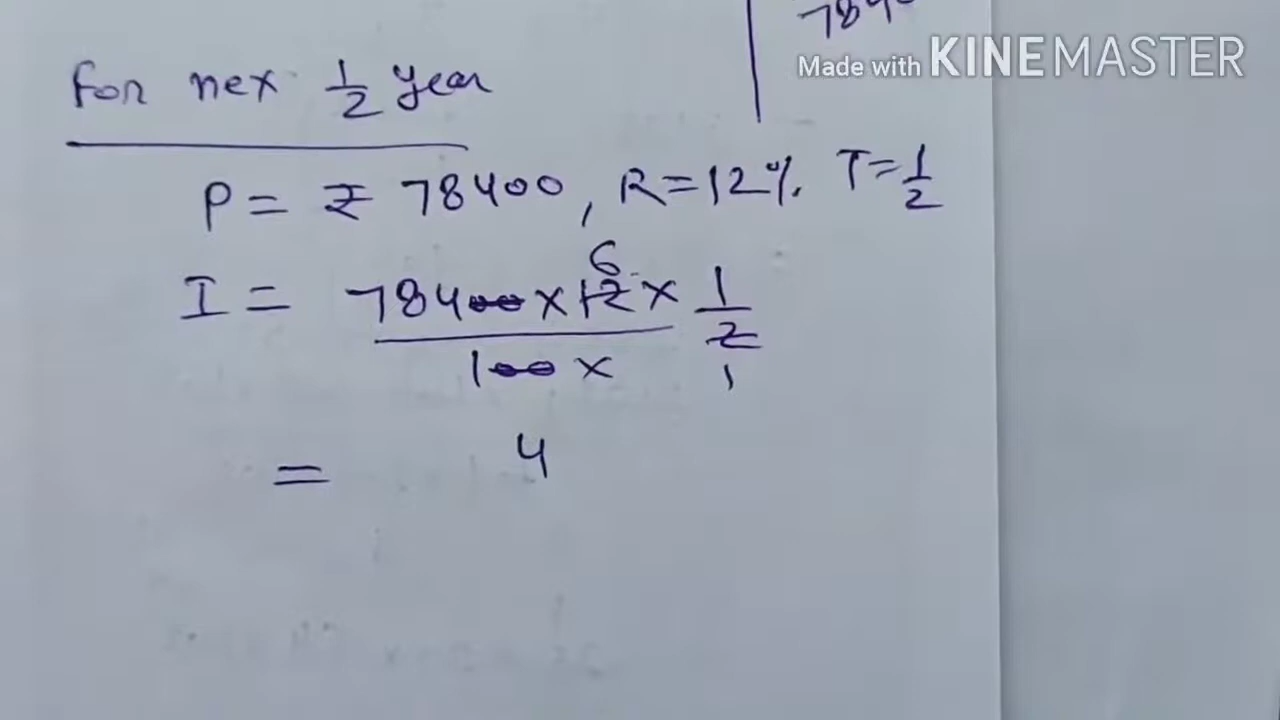 Made with KINEMASTER
for nex 1/2 year
P = ₹ 78400, R = 12% T = 1/2
I = 78400 x 12 x 1/2
6
100 x
1
= 4